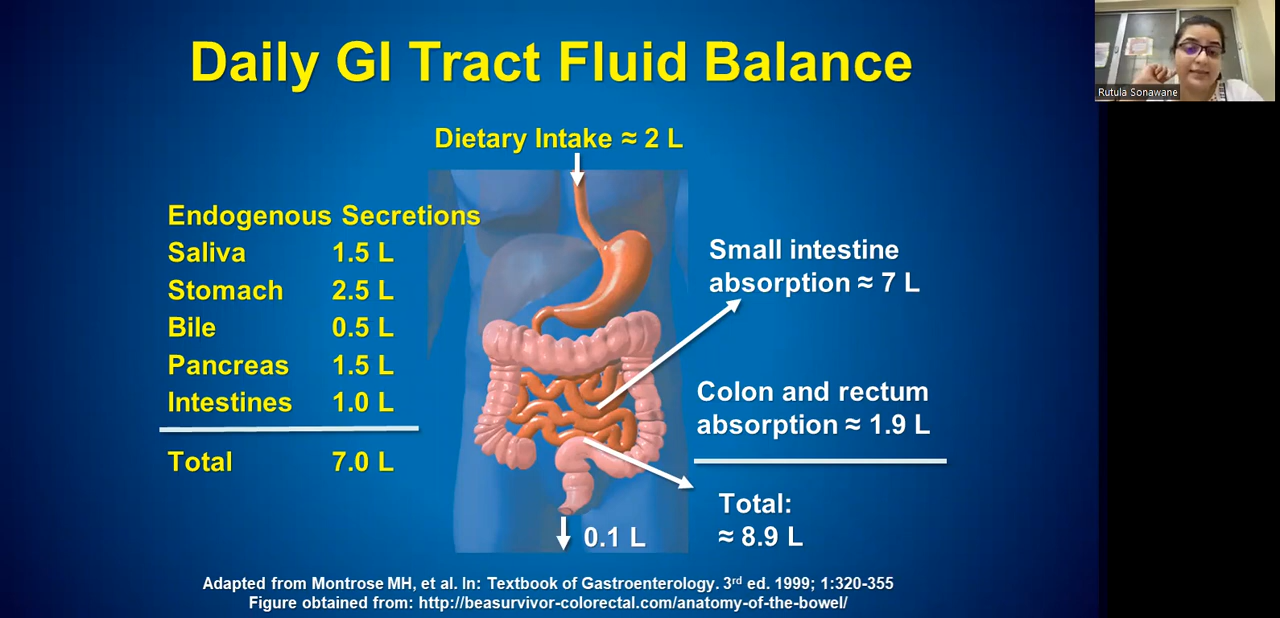 Daily GI Tract Fluid Balance
Rutula Sonawane
Dietary Intake ≈ 2 L
Endogenous Secretions
Saliva 1.5 L
Stomach 2.5 L
Bile 0.5 L
Pancreas 1.5 L
Intestines 1.0 L
Total 7.0 L
Small intestine
absorption ≈ 7 L
Colon and rectum
absorption ≈ 1.9 L
Total:
≈ 8.9 L
0.1 L
Adapted from Montrose MH, et al. In: Textbook of Gastroenterology. 3rd ed. 1999; 1:320-355
Figure obtained from: http://beasurvivor-colorectal.com/anatomy-of-the-bowel/